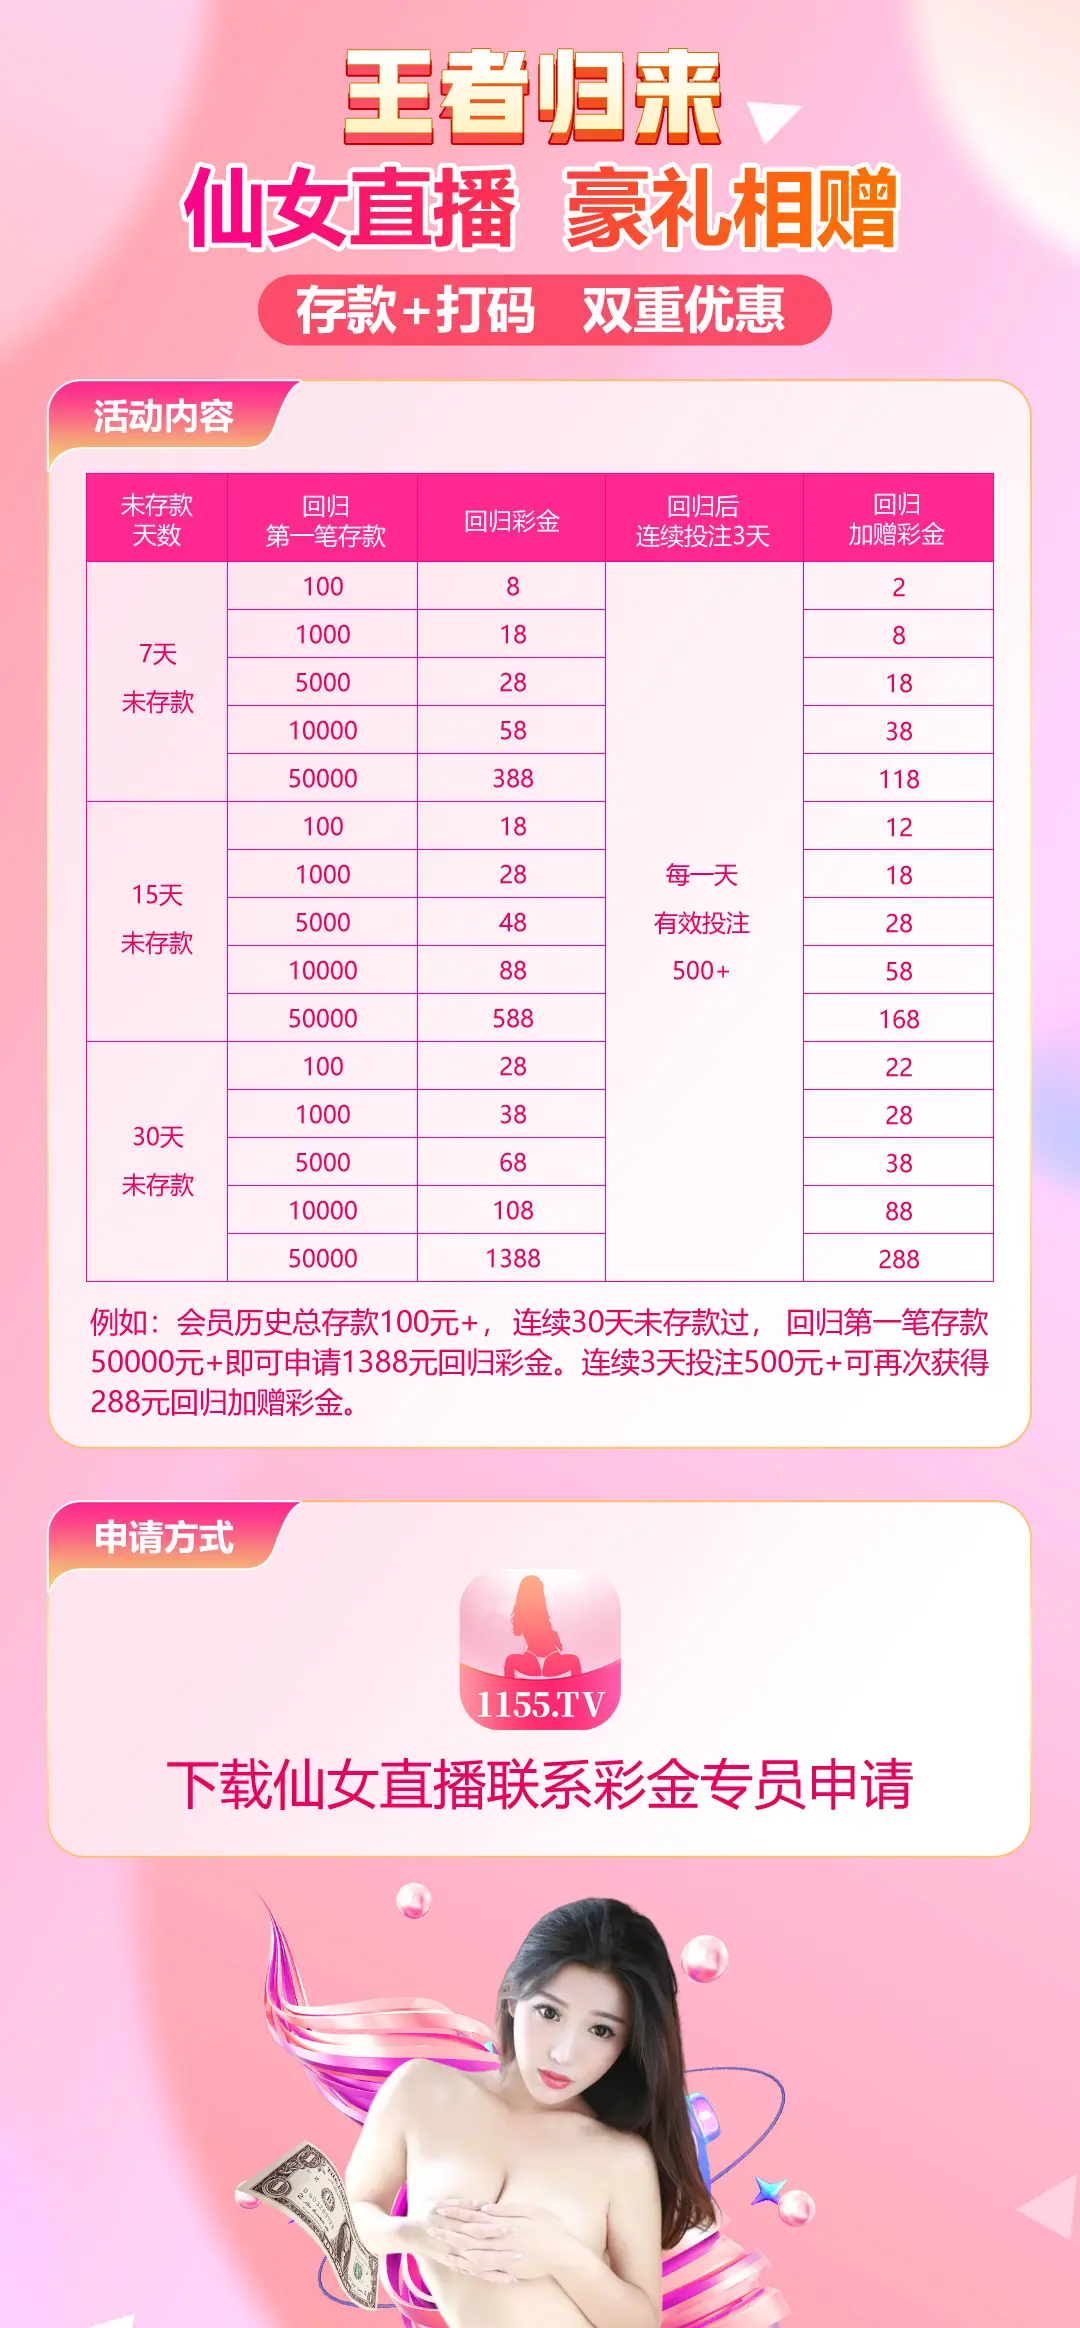 王者归来
仙女直播 豪礼相赠
存款+打码 双重优惠
活动内容
未存款天数 回归第一笔存款 回归彩金 回归后连续投注3天 回归加赠彩金
7天未存款 100 8 每一天有效投注500+ 2
1000 18 8
5000 28 18
10000 58 38
50000 388 118
15天未存款 100 18 12
1000 28 18
5000 48 28
10000 88 58
50000 588 168
30天未存款 100 28 22
1000 38 28
5000 68 38
10000 108 88
50000 1388 288
例如：会员历史总存款100元+，连续30天未存款过， 回归第一笔存款
50000元+即可申请1388元回归彩金。连续3天投注500元+可再次获得
288元回归加赠彩金。
申请方式
1155.TV
下载仙女直播联系彩金专员申请